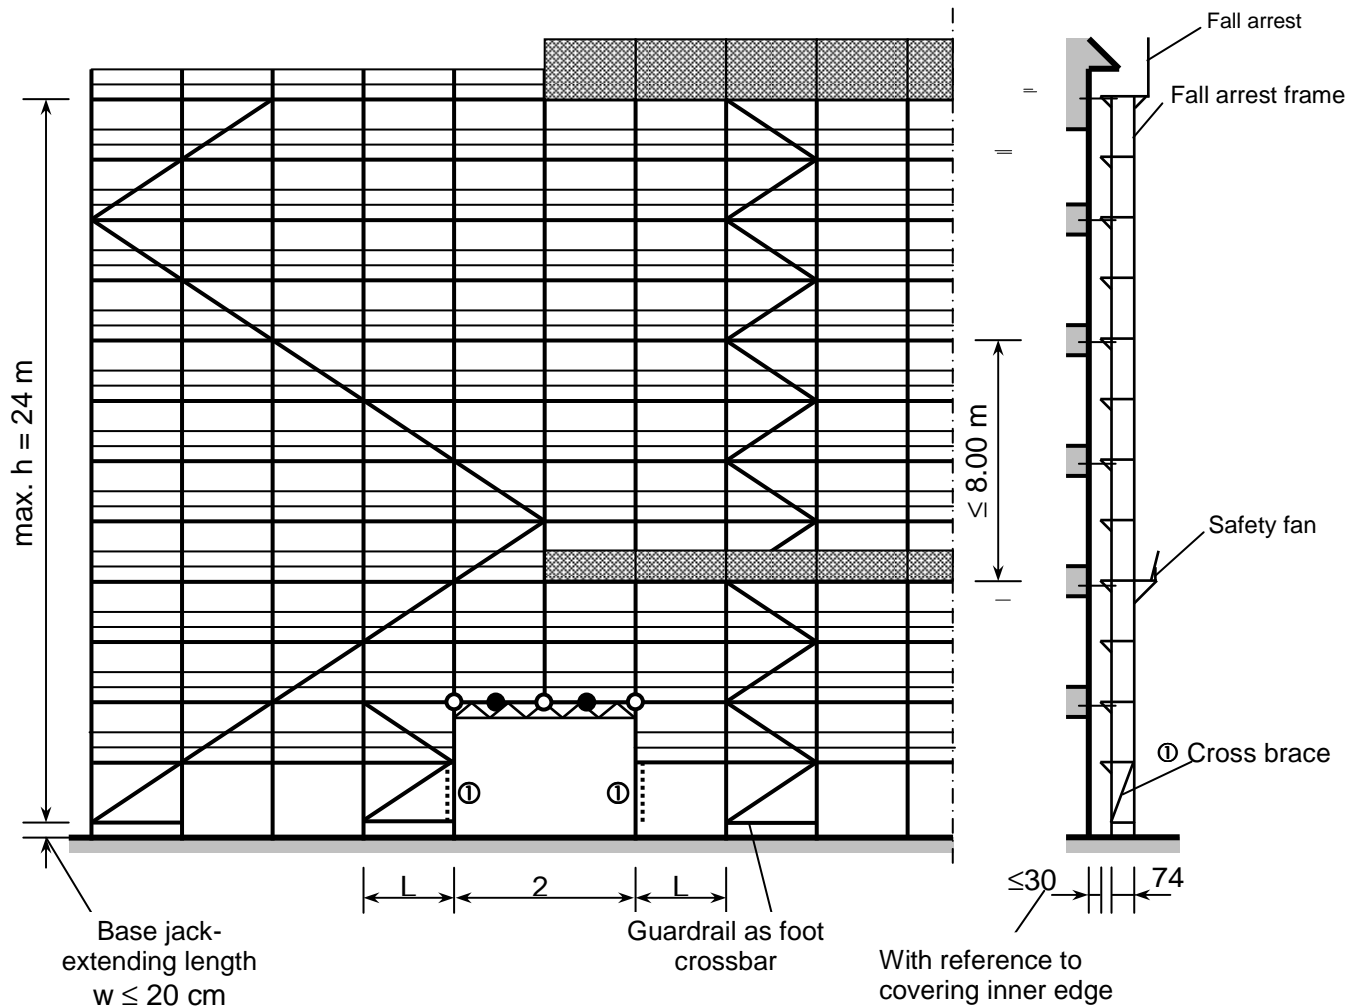 Fall arrest
Fall arrest frame
max. h = 24 m
≤ 8.00 m
Safety fan
① Cross brace
①
①
L
2
L
≤30
74
Base jack-
extending length
w ≤ 20 cm
Guardrail as foot
crossbar
With reference to
covering inner edge